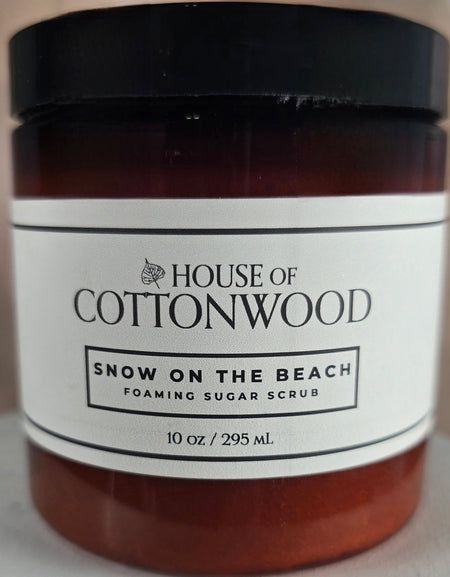 HOUSE OF
COTTONWOOD
SNOW ON THE BEACH
FOAMING SUGAR SCRUB
10 OZ / 295 ML